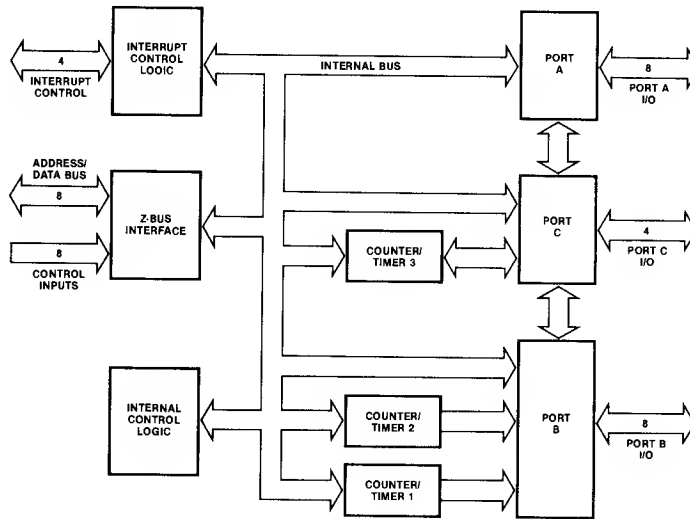 4
INTERRUPT
CONTROL
INTERRUPT
CONTROL
LOGIC
INTERNAL BUS
PORT
A
8
PORT A
I/O
ADDRESS/
DATA BUS
8
8
CONTROL
INPUTS
Z-BUS
INTERFACE
COUNTER/
TIMER 3
PORT
C
4
PORT C
I/O
INTERNAL
CONTROL
LOGIC
COUNTER/
TIMER 2
COUNTER/
TIMER 1
PORT
B
8
PORT B
I/O